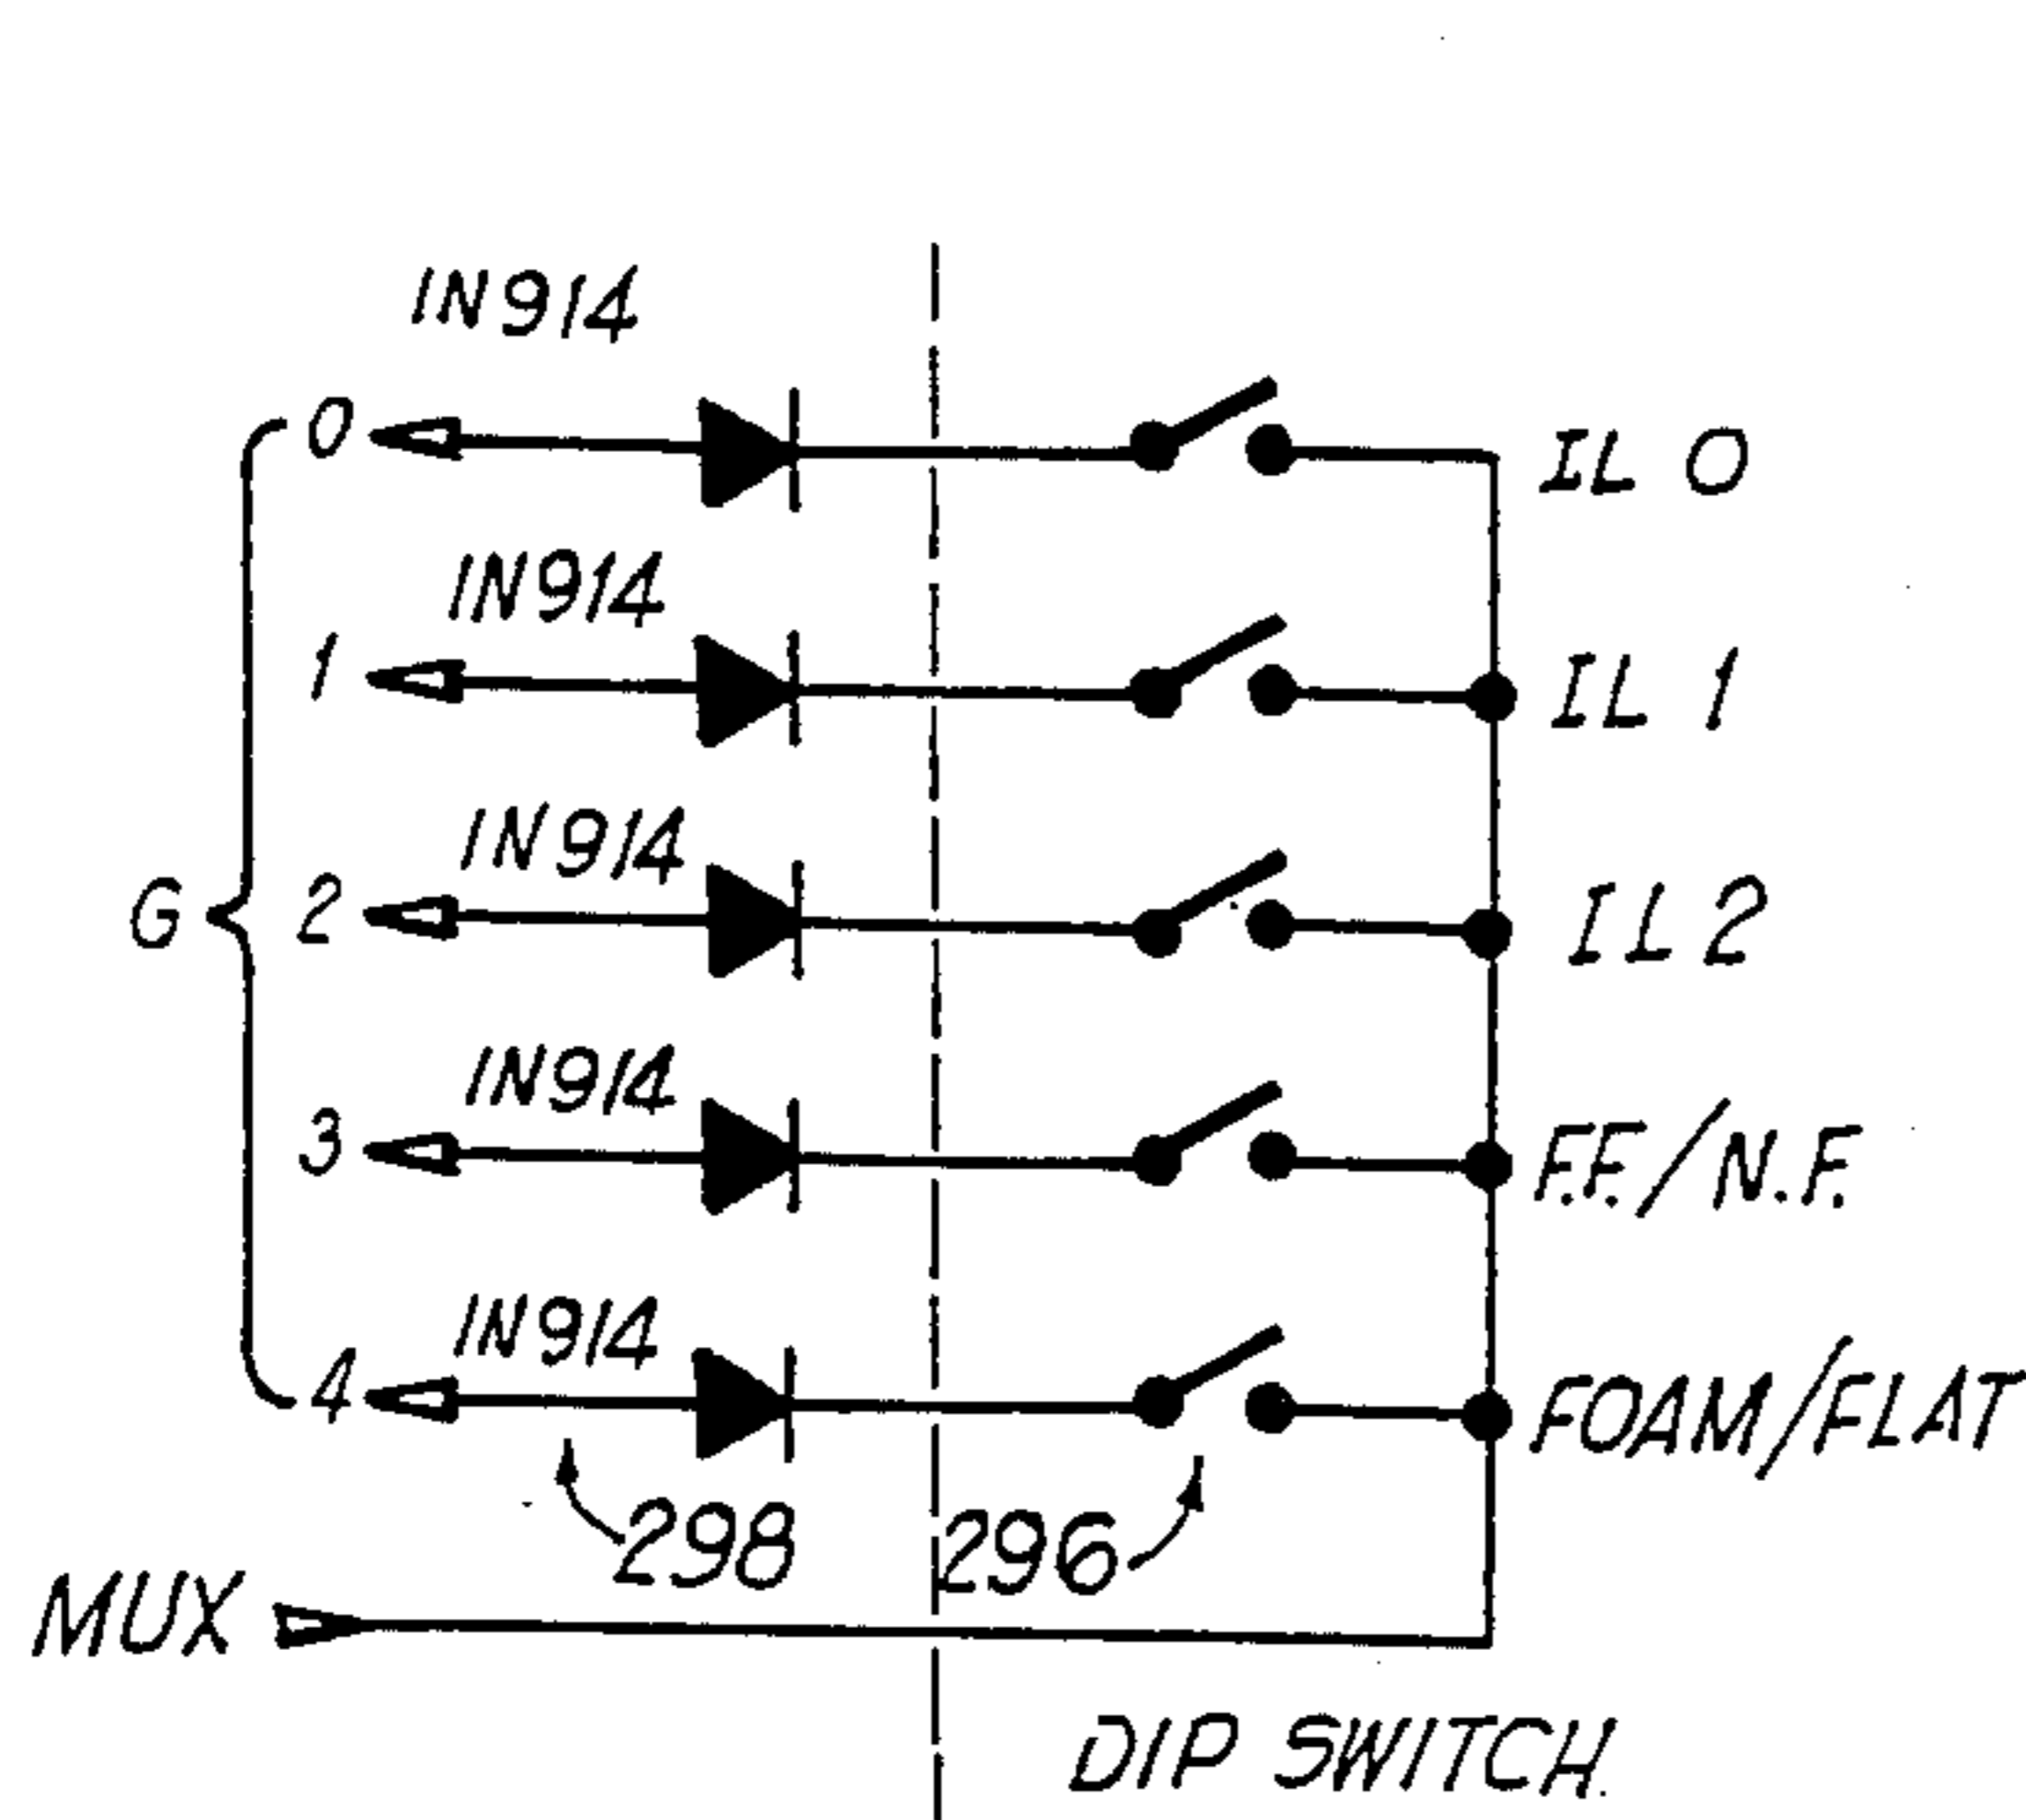 IN914
0
IL 0
IN914
1
IL 1
IN914
G
2
IL 2
IN914
3
F.F./N.F.
IN914
4
FOAM/FLAT
298
296
MUX
DIP SWITCH.